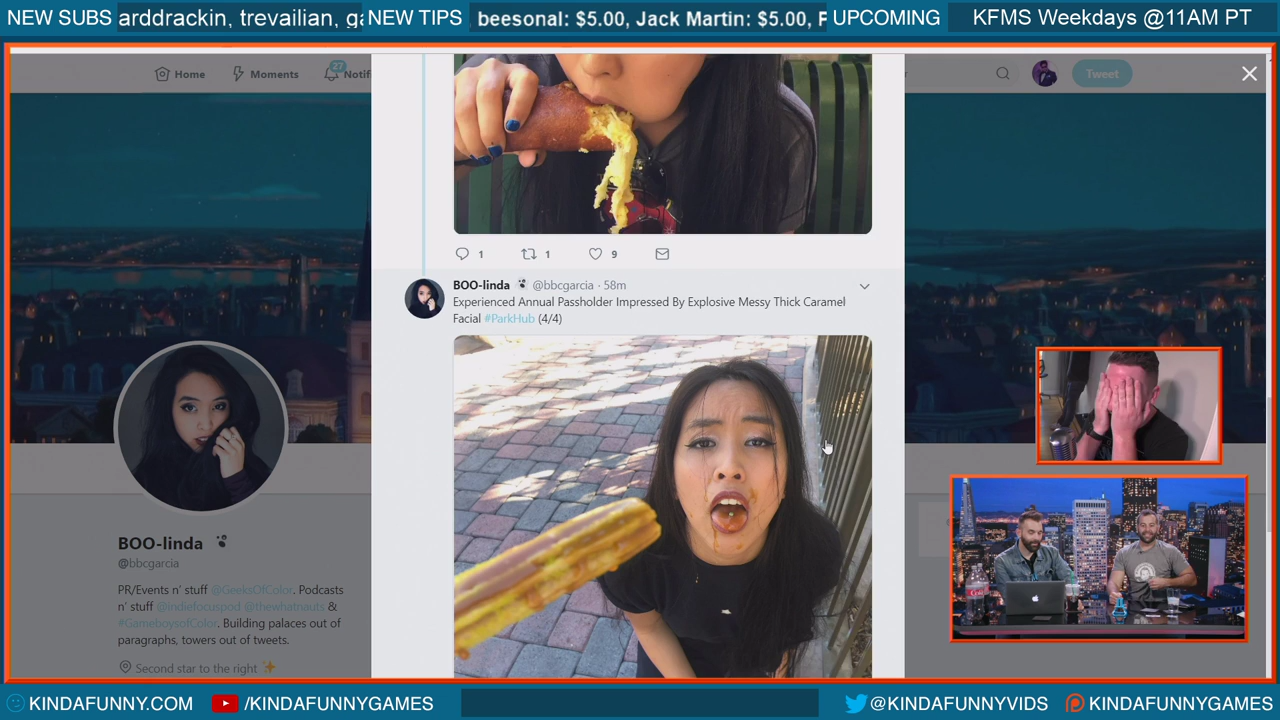 NEW SUBS arddrackin, trevailian, ga NEW TIPS beesonal: $5.00, Jack Martin: $5.00, F UPCOMING KFMS Weekdays @11AM PT
Home Moments 27 Notif Tweet
1 1 9
BOO-linda @bbcgarcia · 58m
Experienced Annual Passholder Impressed By Explosive Messy Thick Caramel
Facial #ParkHub (4/4)
BOO-linda
@bbcgarcia
PR/Events n' stuff @GeeksOfColor. Podcasts
n' stuff @indiefocuspod @thewhatnauts &
#GameboysofColor. Building palaces out of
paragraphs, towers out of tweets.
Second star to the right
KINDAFUNNY.COM /KINDAFUNNYGAMES @KINDAFUNNYVIDS KINDAFUNNYGAMES